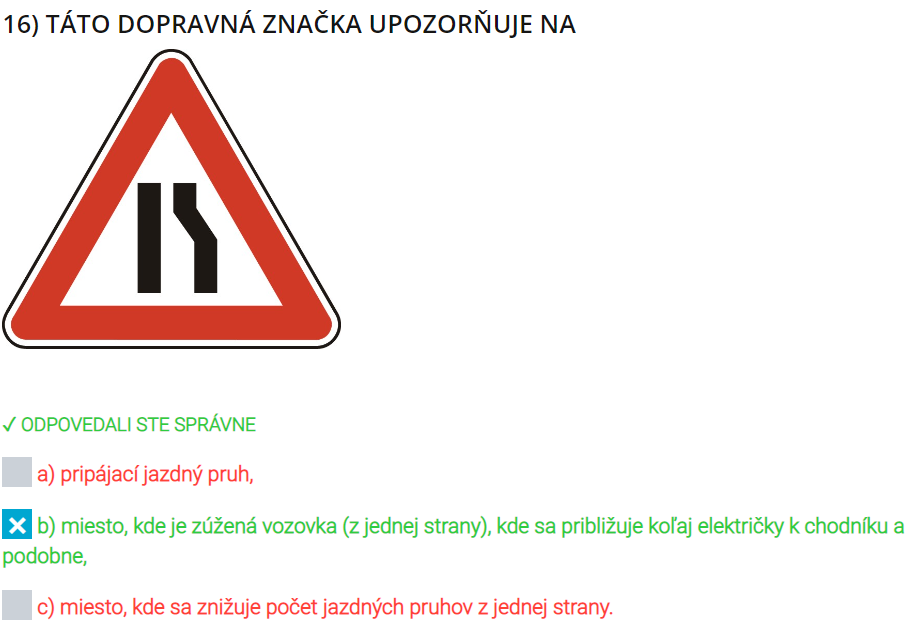 16) TÁTO DOPRAVNÁ ZNAČKA UPOZORŇUJE NA
✓ ODPOVEDALI STE SPRÁVNE
a) pripájací jazdný pruh,
b) miesto, kde je zúžená vozovka (z jednej strany), kde sa približuje koľaj električky k chodníku a
podobne,
c) miesto, kde sa znižuje počet jazdných pruhov z jednej strany.